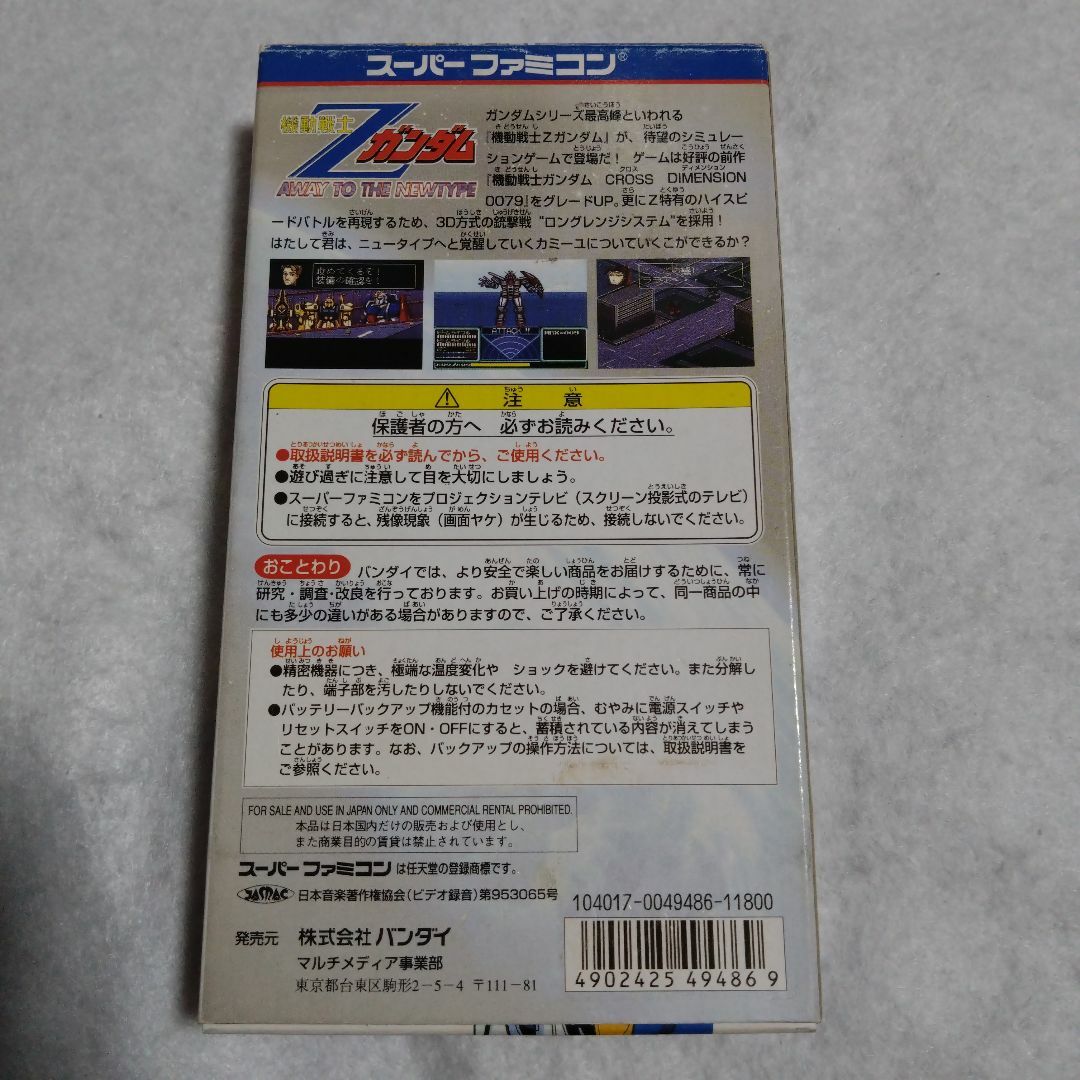 スーパーファミコン®
機動戦士
Zガンダム
AWAY TO THE NEWTYPE
ガンダムシリーズ最高峰といわれる
『機動戦士Zガンダム』が、待望のシミュレー
ションゲームで登場だ! ゲームは好評の前作
『機動戦士ガンダム CROSS DIMENSION
0079』をグレードUP。更にZ特有のハイスピ
ードバトルを再現するため、3D方式の銃撃戦 “ロングレンジシステム”を採用!
はたして君は、ニュータイプへと覚醒していくカミーユについていくこができるか?
攻めてくるぞ!
装備の確認を!
ATTACK!!
⚠ 注意
保護者の方へ 必ずお読みください。
●取扱説明書を必ず読んでから、ご使用ください。
●遊び過ぎに注意して目を大切にしましょう。
●スーパーファミコンをプロジェクションテレビ(スクリーン投影式のテレビ)
に接続すると、残像現象(画面ヤケ)が生じるため、接続しないでください。
おことわり バンダイでは、より安全で楽しい商品をお届けするために、常に
研究・調査・改良を行っております。お買い上げの時期によって、同一商品の中
にも多少の違いがある場合がありますので、ご了承ください。
使用上のお願い
●精密機器につき、極端な温度変化や ショックを避けてください。また分解し
たり、端子部を汚したりしないでください。
●バッテリーバックアップ機能付のカセットの場合、むやみに電源スイッチや
リセットスイッチをON・OFFにすると、蓄積されている内容が消えてしまう
ことがあります。なお、バックアップの操作方法については、取扱説明書を
ご参照ください。
FOR SALE AND USE IN JAPAN ONLY AND COMMERCIAL RENTAL PROHIBITED.
本品は日本国内だけの販売および使用とし、
また商業目的の賃貸は禁止されています。
スーパーファミコンは任天堂の登録商標です。
JASRAC 日本音楽著作権協会(ビデオ録音)第953065号
104017-0049486-11800
発売元 株式会社バンダイ
マルチメディア事業部
東京都台東区駒形2-5-4 〒111-81
4902425494869